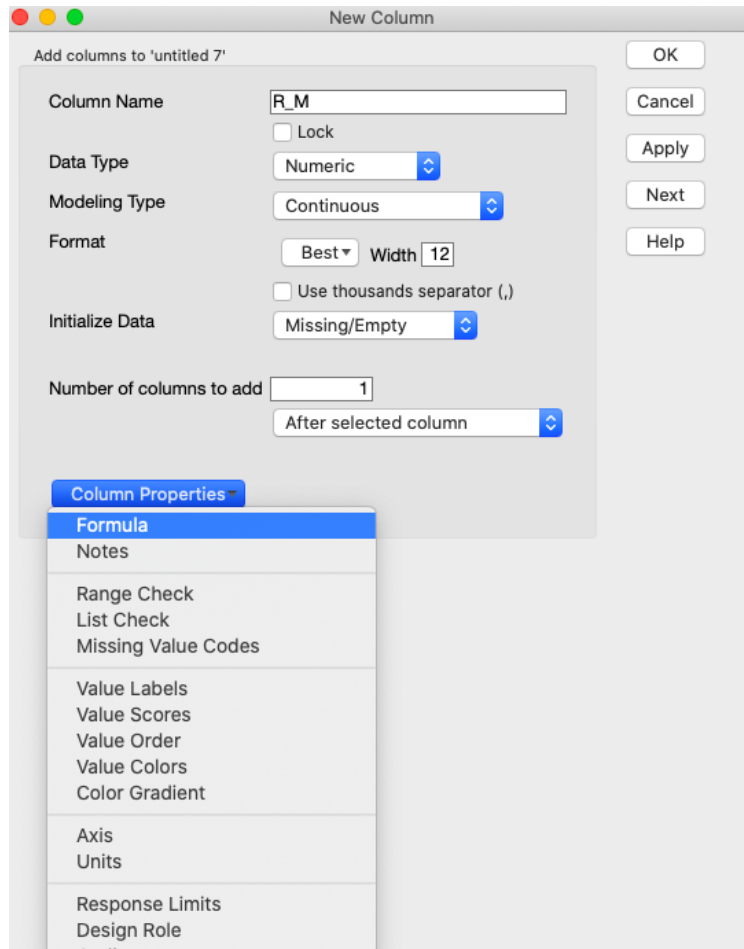 New Column
Add columns to 'untitled 7'
OK
Column Name R_M
Cancel
Lock
Apply
Data Type Numeric
Modeling Type Continuous
Next
Format Best Width 12
Help
Use thousands separator (,)
Initialize Data Missing/Empty
Number of columns to add 1
After selected column
Column Properties
Formula
Notes
Range Check
List Check
Missing Value Codes
Value Labels
Value Scores
Value Order
Value Colors
Color Gradient
Axis
Units
Response Limits
Design Role